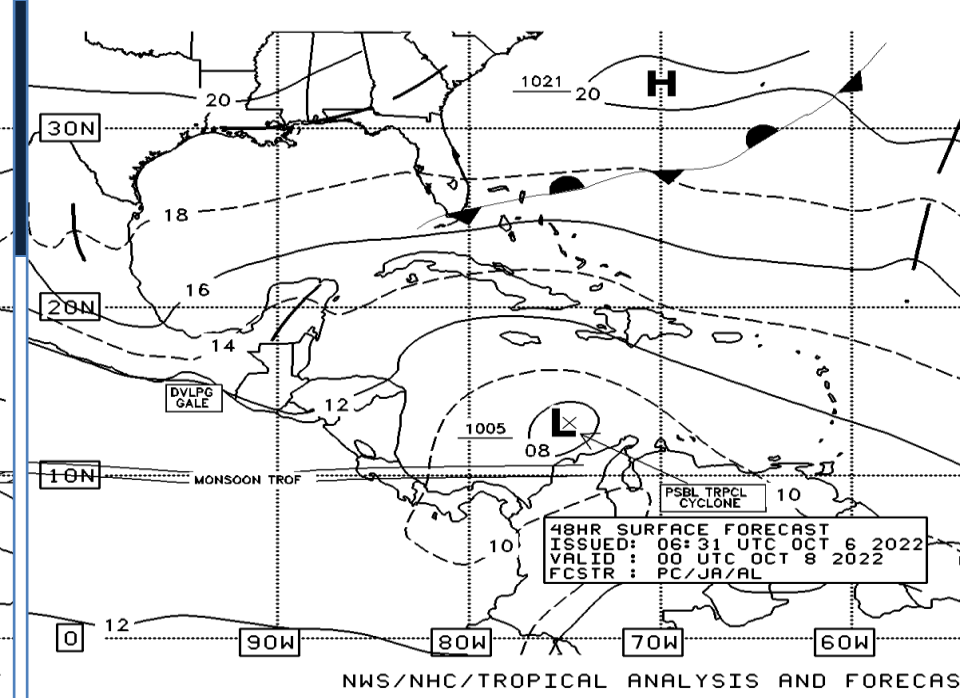 1021
20
H
20
30N
18
16
20N
14
DVLPG
GALE
12
1005
L
08
10N
MONSOON TROF
PSBL TRPCL
CYCLONE
10
10
48HR SURFACE FORECAST
ISSUED: 06:31 UTC OCT 6 2022
VALID : 00 UTC OCT 8 2022
FCSTR : PC/JA/AL
12
0
90W
80W
70W
60W
NWS/NHC/TROPICAL ANALYSIS AND FORECAS